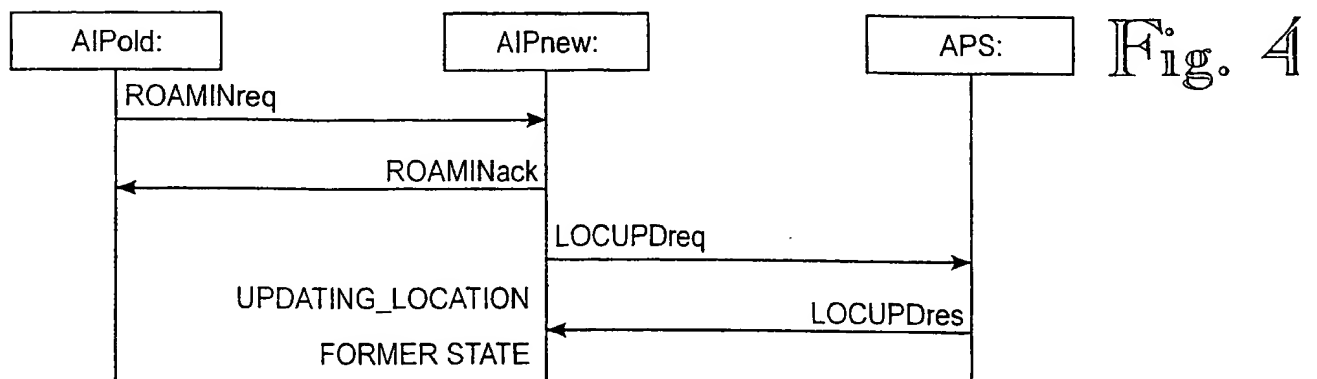 AIPold:
AIPnew:
APS:
Fig. 4
ROAMINreq
ROAMINack
LOCUPDreq
UPDATING_LOCATION
LOCUPDres
FORMER STATE